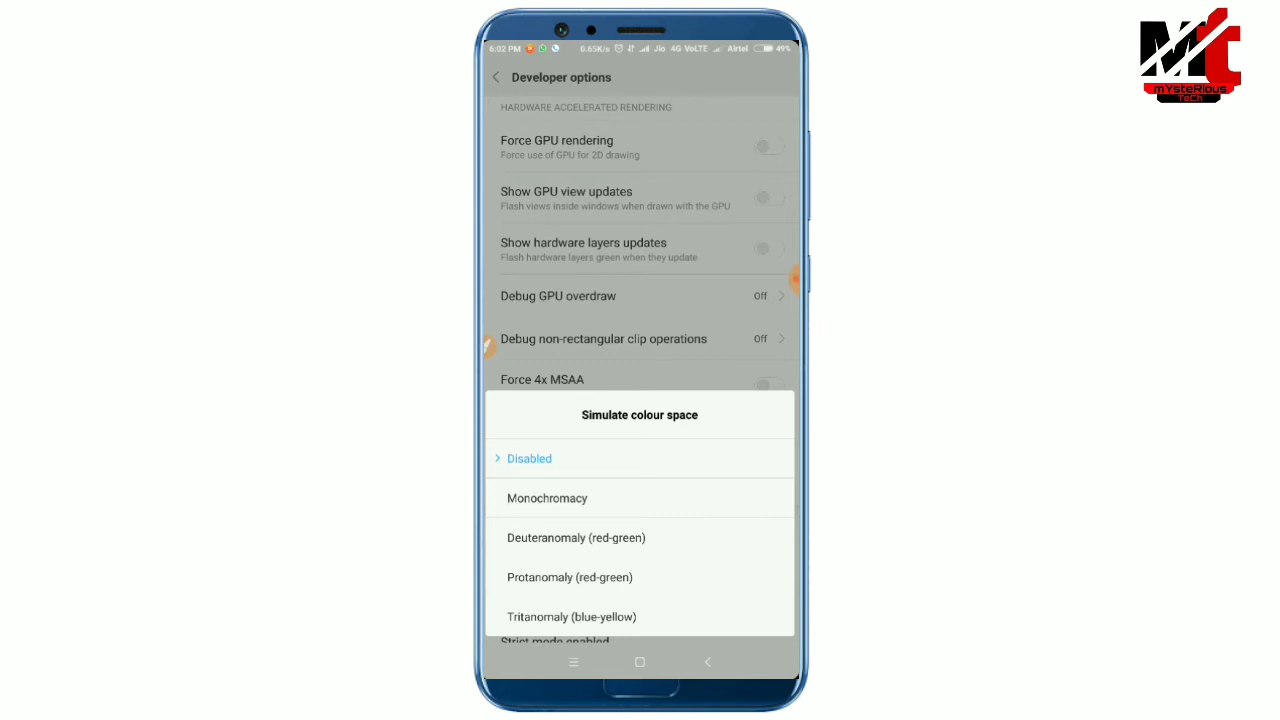 Mt
mYsteRIous
TeCh
6:02 PM 0.65K/s Jio 4G VoLTE Airtel 49%
Developer options
HARDWARE ACCELERATED RENDERING
Force GPU rendering
Force use of GPU for 2D drawing
Show GPU view updates
Flash views inside windows when drawn with the GPU
Show hardware layers updates
Flash hardware layers green when they update
Debug GPU overdraw Off
Debug non-rectangular clip operations Off
Force 4x MSAA
Simulate colour space
Disabled
Monochromacy
Deuteranomaly (red-green)
Protanomaly (red-green)
Tritanomaly (blue-yellow)
Strict mode enabled